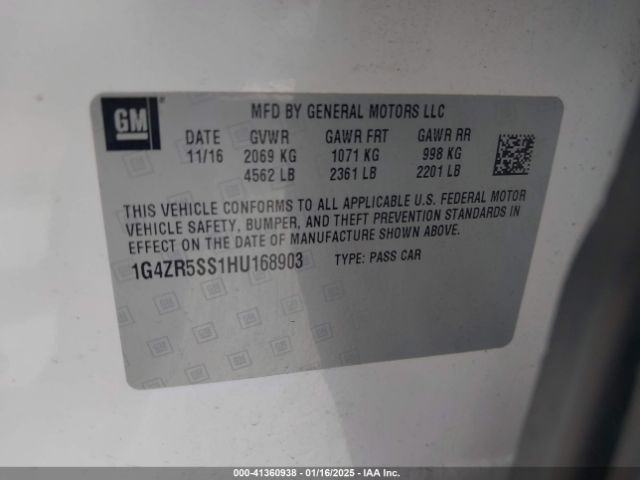 GM
MFD BY GENERAL MOTORS LLC
DATE GVWR GAWR FRT GAWR RR
11/16 2069 KG 1071 KG 998 KG
4562 LB 2361 LB 2201 LB
THIS VEHICLE CONFORMS TO ALL APPLICABLE U.S. FEDERAL MOTOR
VEHICLE SAFETY, BUMPER, AND THEFT PREVENTION STANDARDS IN
EFFECT ON THE DATE OF MANUFACTURE SHOWN ABOVE.
1G4ZR5SS1HU168903 TYPE: PASS CAR
000-41360938 - 01/16/2025 - IAA Inc.